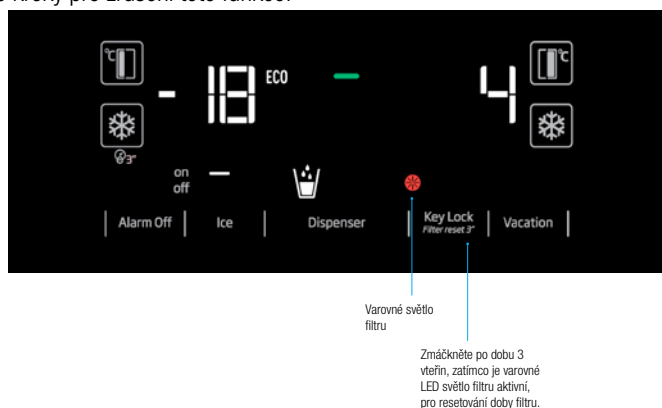 kroky pro zrušení této funkce.
°C
°C
- 18 ECO
4
3"
on
off
Alarm Off
Ice
Dispenser
Key Lock
Filter reset 3"
Vacation
Varovné světlo
filtru
Zmáčkněte po dobu 3
vteřin, zatímco je varovné
LED světlo filtru aktivní,
pro resetování doby filtru.